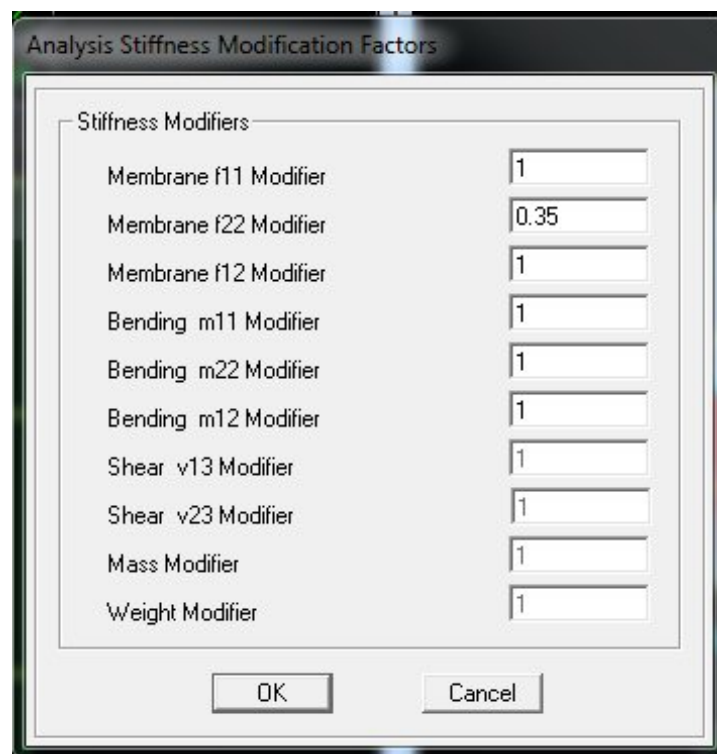 Analysis Stiffness Modification Factors
Stiffness Modifiers
Membrane f11 Modifier 1
Membrane f22 Modifier 0.35
Membrane f12 Modifier 1
Bending m11 Modifier 1
Bending m22 Modifier 1
Bending m12 Modifier 1
Shear v13 Modifier 1
Shear v23 Modifier 1
Mass Modifier 1
Weight Modifier 1
OK Cancel